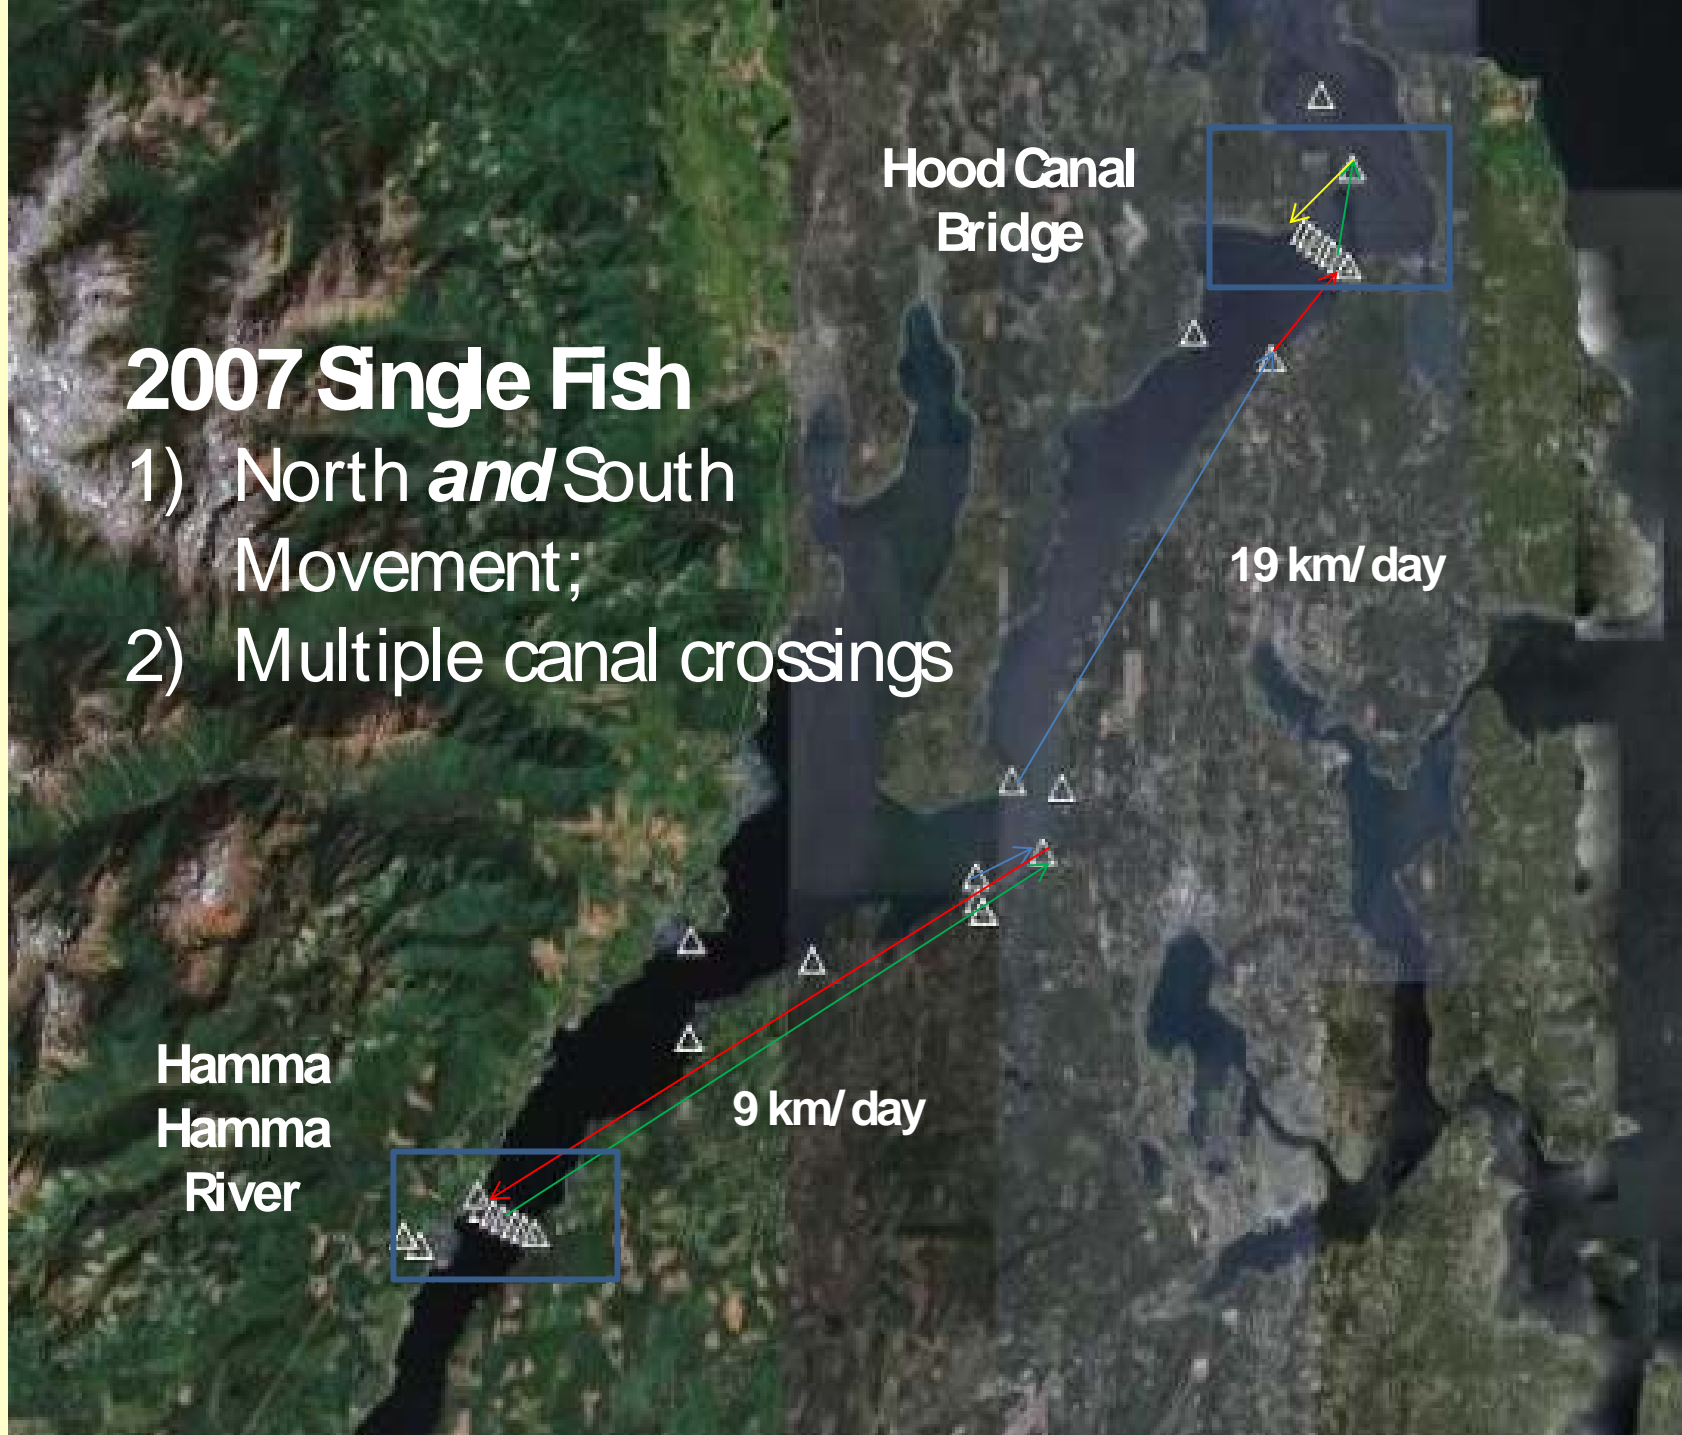 Hood Canal
Bridge
2007 Single Fish
1) North and South
Movement;
2) Multiple canal crossings
19 km/ day
9 km/ day
Hamma
Hamma
River